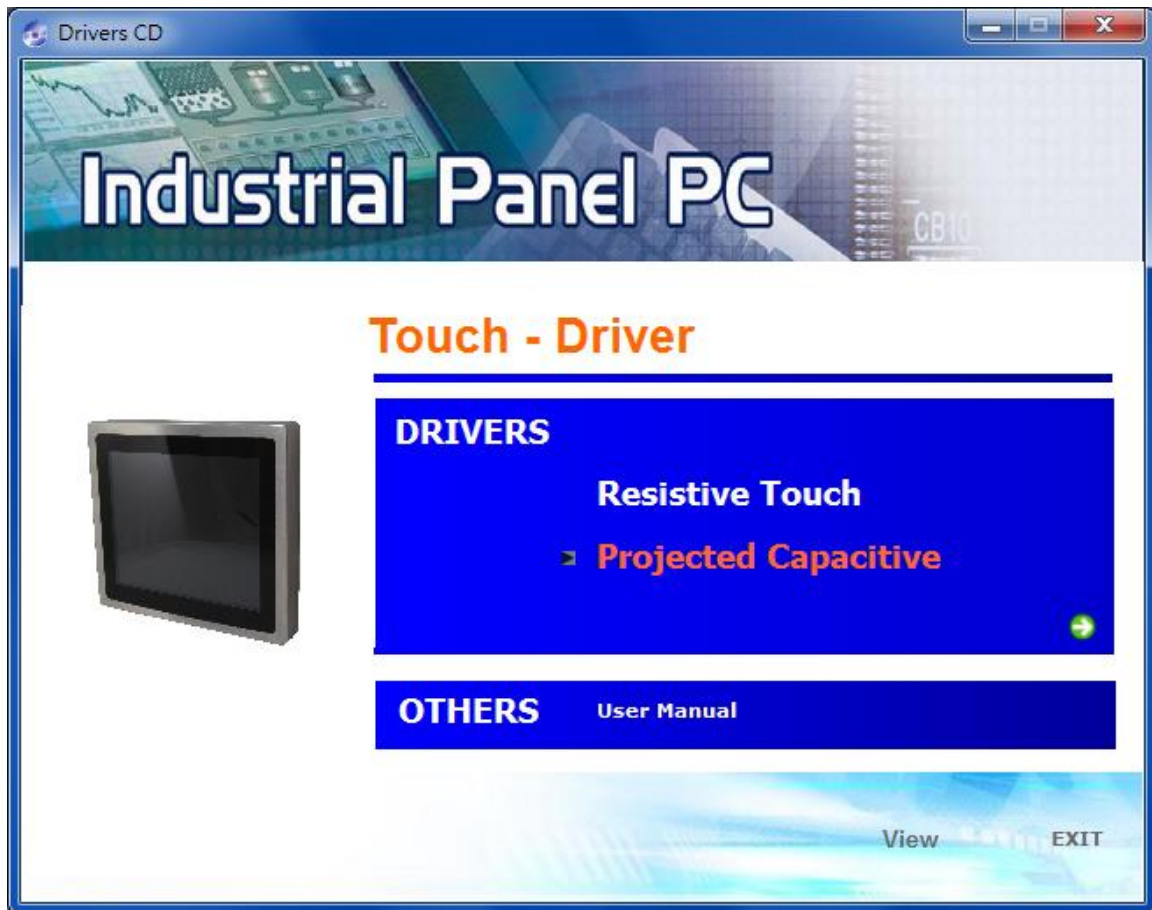 Drivers CD
Industrial Panel PC
CB10
Touch - Driver
DRIVERS
Resistive Touch
Projected Capacitive
OTHERS User Manual
View EXIT